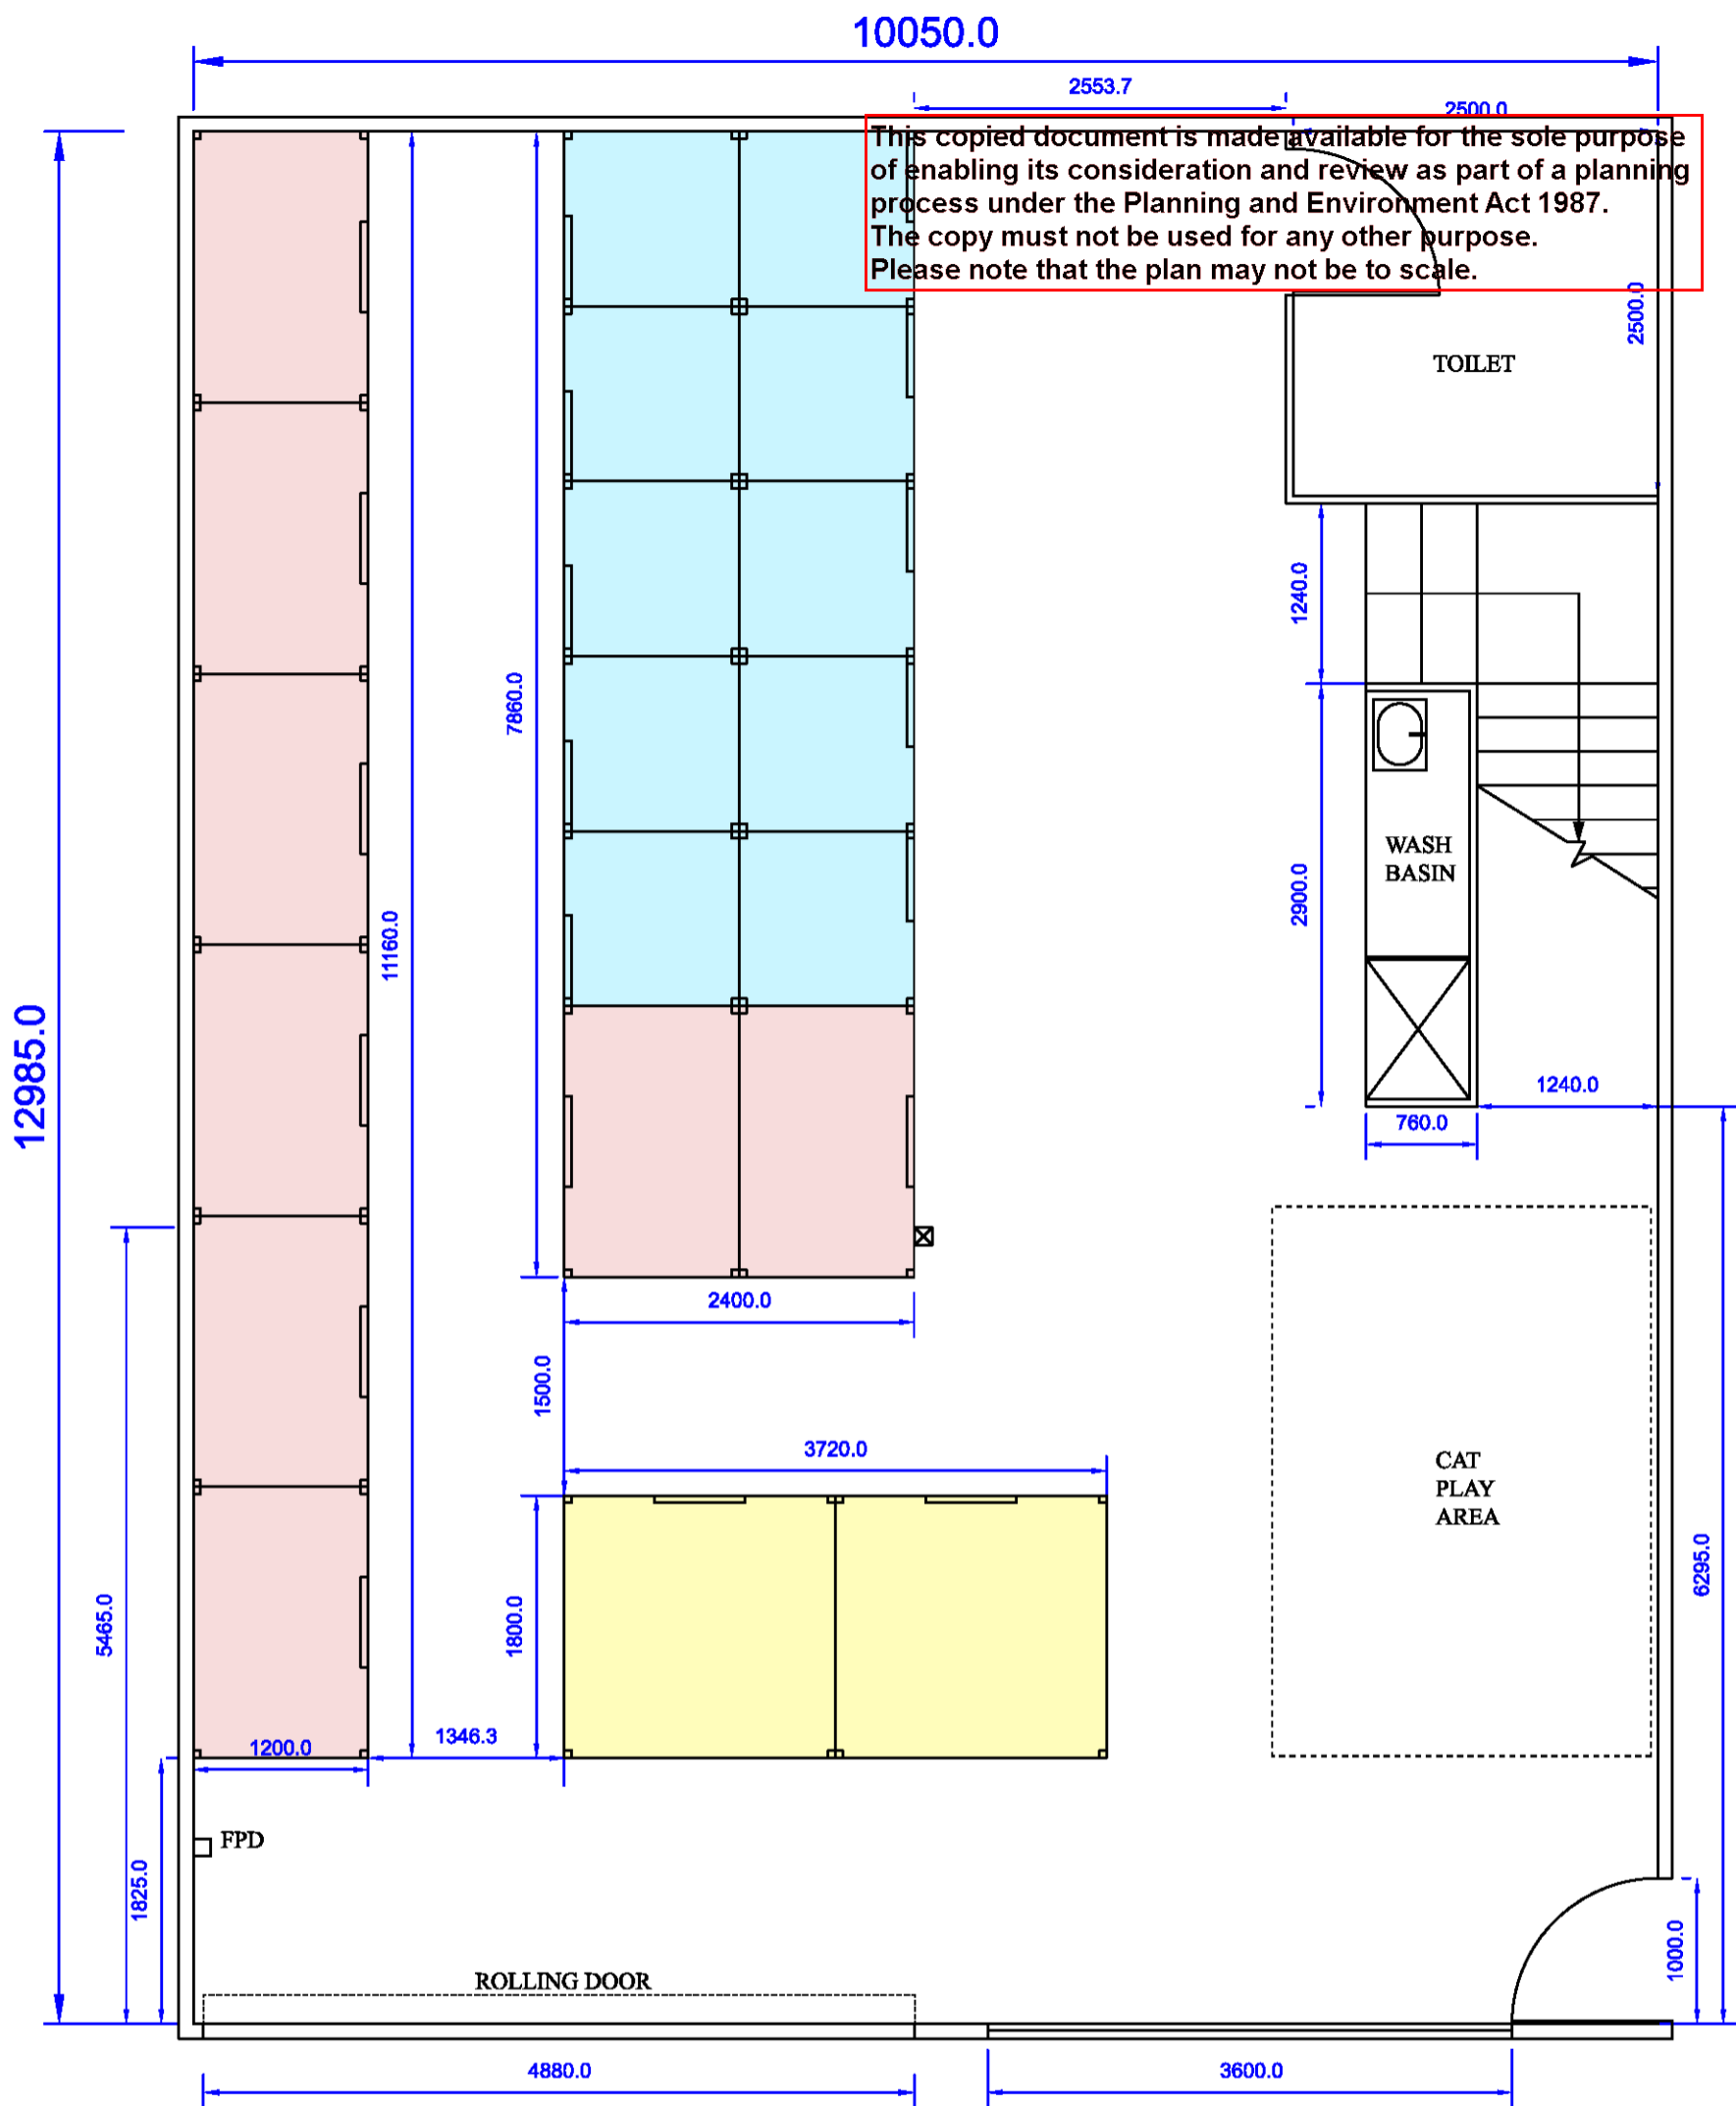 10050.0
2553.7
2500.0
This copied document is made available for the sole purpose
of enabling its consideration and review as part of a planning
process under the Planning and Environment Act 1987.
The copy must not be used for any other purpose.
Please note that the plan may not be to scale.
2500.0
TOILET
1240.0
7860.0
WASH
BASIN
2900.0
11160.0
12985.0
1240.0
760.0
2400.0
1500.0
3720.0
CAT
PLAY
AREA
6295.0
5465.0
1800.0
1200.0
1346.3
FPD
1825.0
1000.0
ROLLING DOOR
4880.0
3600.0